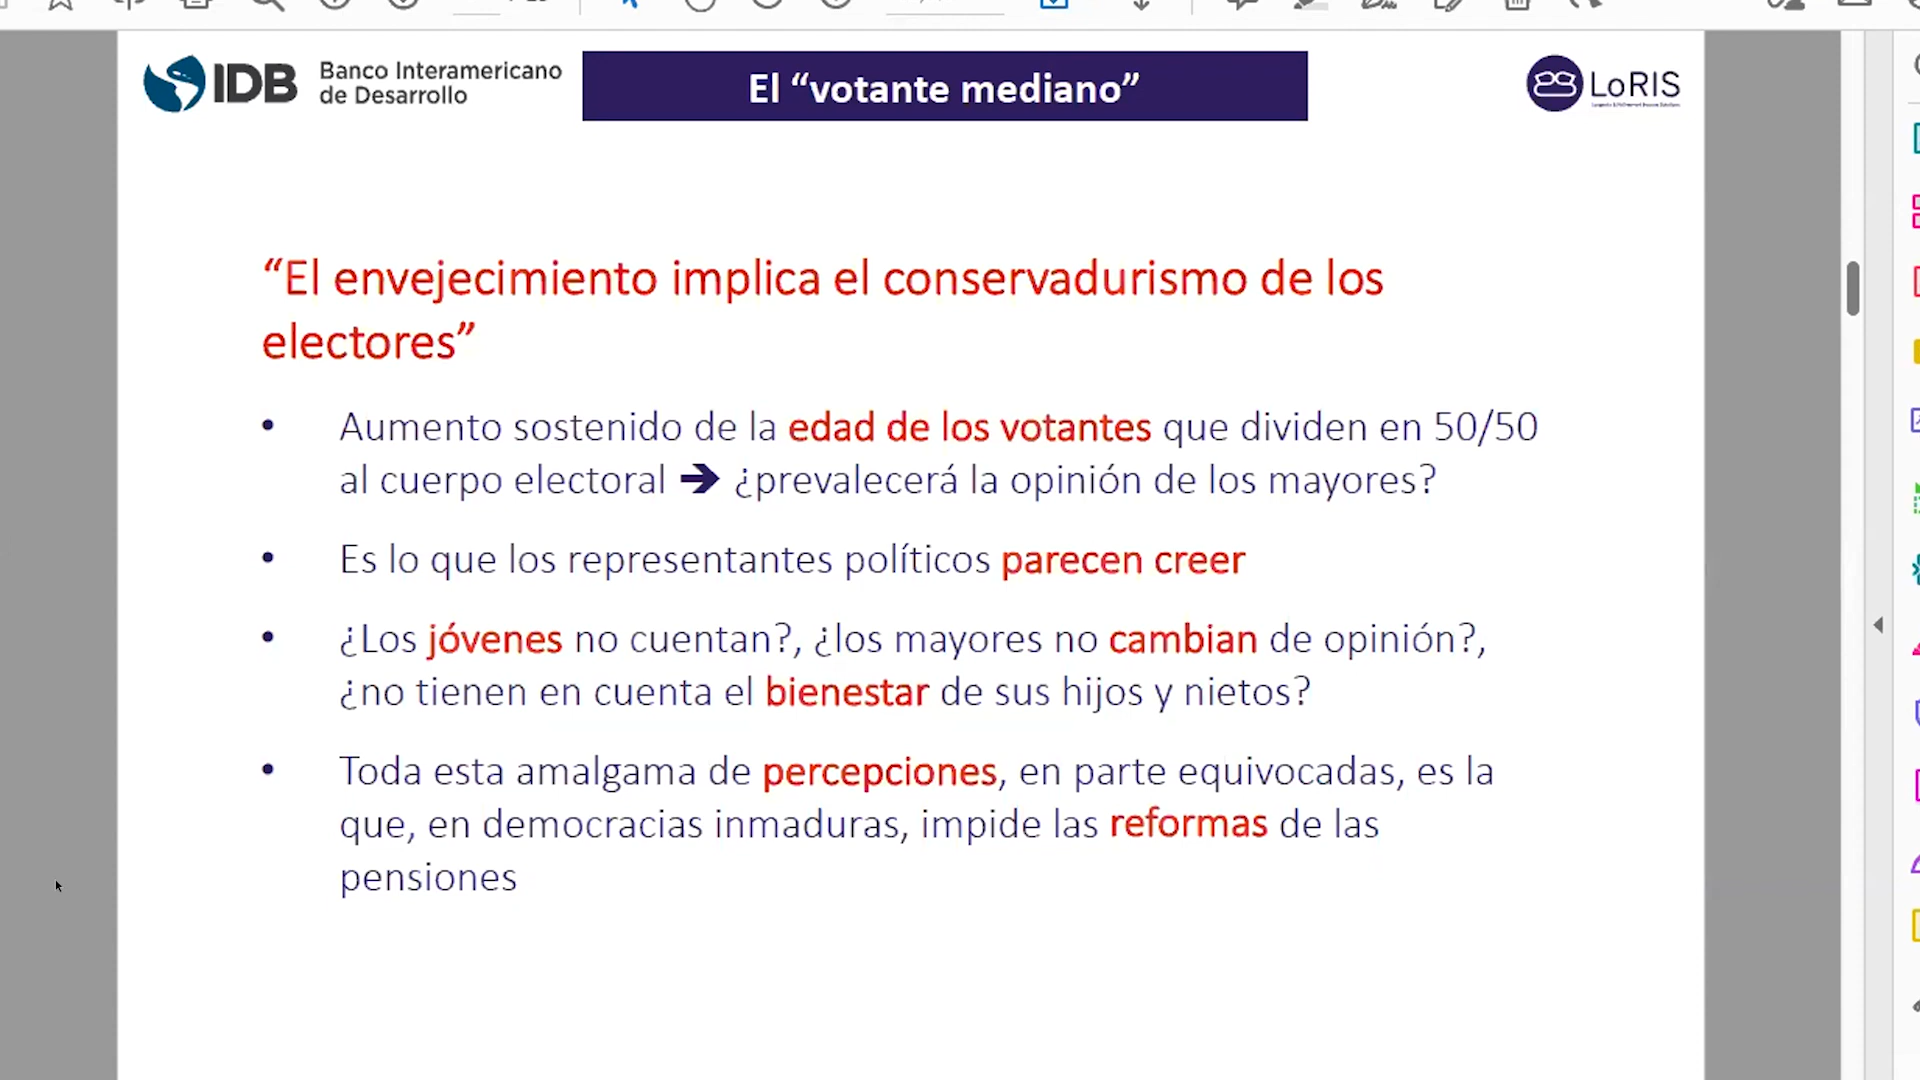 IDB
Banco Interamericano
de Desarrollo
El “votante mediano”
LoRIS
“El envejecimiento implica el conservadurismo de los
electores”
• Aumento sostenido de la edad de los votantes que dividen en 50/50
al cuerpo electoral ➔ ¿prevalecerá la opinión de los mayores?
• Es lo que los representantes políticos parecen creer
• ¿Los jóvenes no cuentan?, ¿los mayores no cambian de opinión?,
¿no tienen en cuenta el bienestar de sus hijos y nietos?
• Toda esta amalgama de percepciones, en parte equivocadas, es la
que, en democracias inmaduras, impide las reformas de las
pensiones